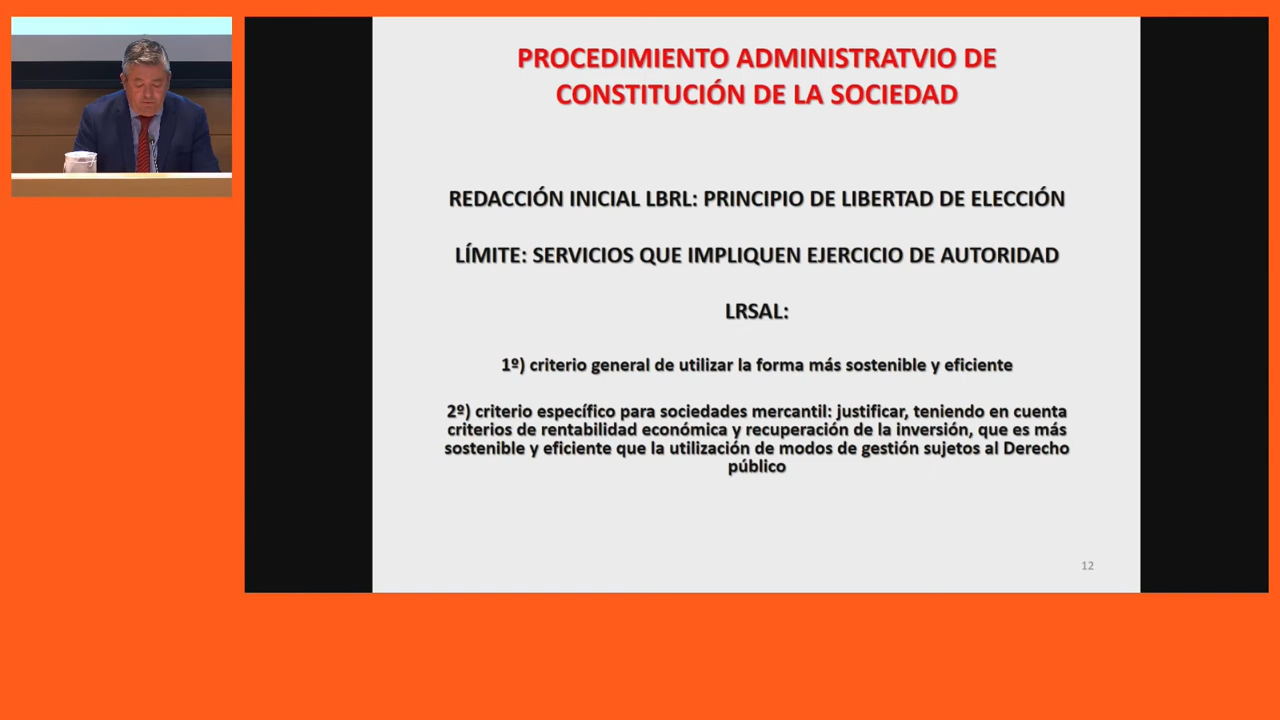 PROCEDIMIENTO ADMINISTRATVIO DE
CONSTITUCIÓN DE LA SOCIEDAD
REDACCIÓN INICIAL LBRL: PRINCIPIO DE LIBERTAD DE ELECCIÓN
LÍMITE: SERVICIOS QUE IMPLIQUEN EJERCICIO DE AUTORIDAD
LRSAL:
1º) criterio general de utilizar la forma más sostenible y eficiente
2º) criterio específico para sociedades mercantil: justificar, teniendo en cuenta
criterios de rentabilidad económica y recuperación de la inversión, que es más
sostenible y eficiente que la utilización de modos de gestión sujetos al Derecho
público
12